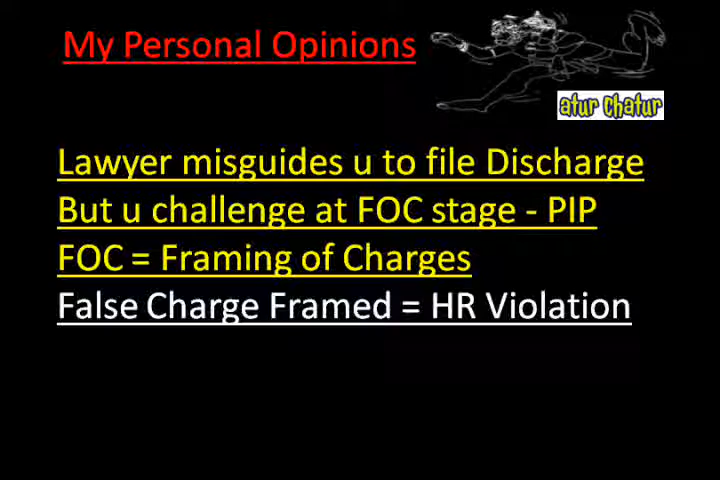 My Personal Opinions
atur chatur
Lawyer misguides u to file Discharge
But u challenge at FOC stage - PIP
FOC = Framing of Charges
False Charge Framed = HR Violation